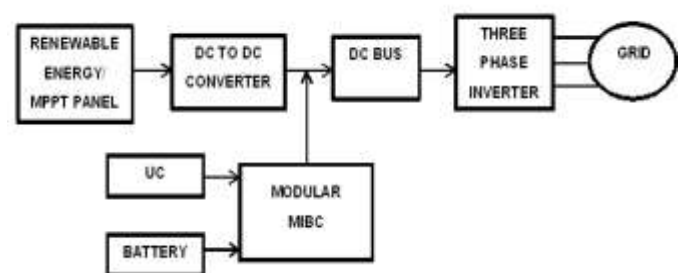 RENEWABLE
ENERGY/
MPPT PANEL
DC TO DC
CONVERTER
DC BUS
THREE
PHASE
INVERTER
GRID
UC
BATTERY
MODULAR
MIBC